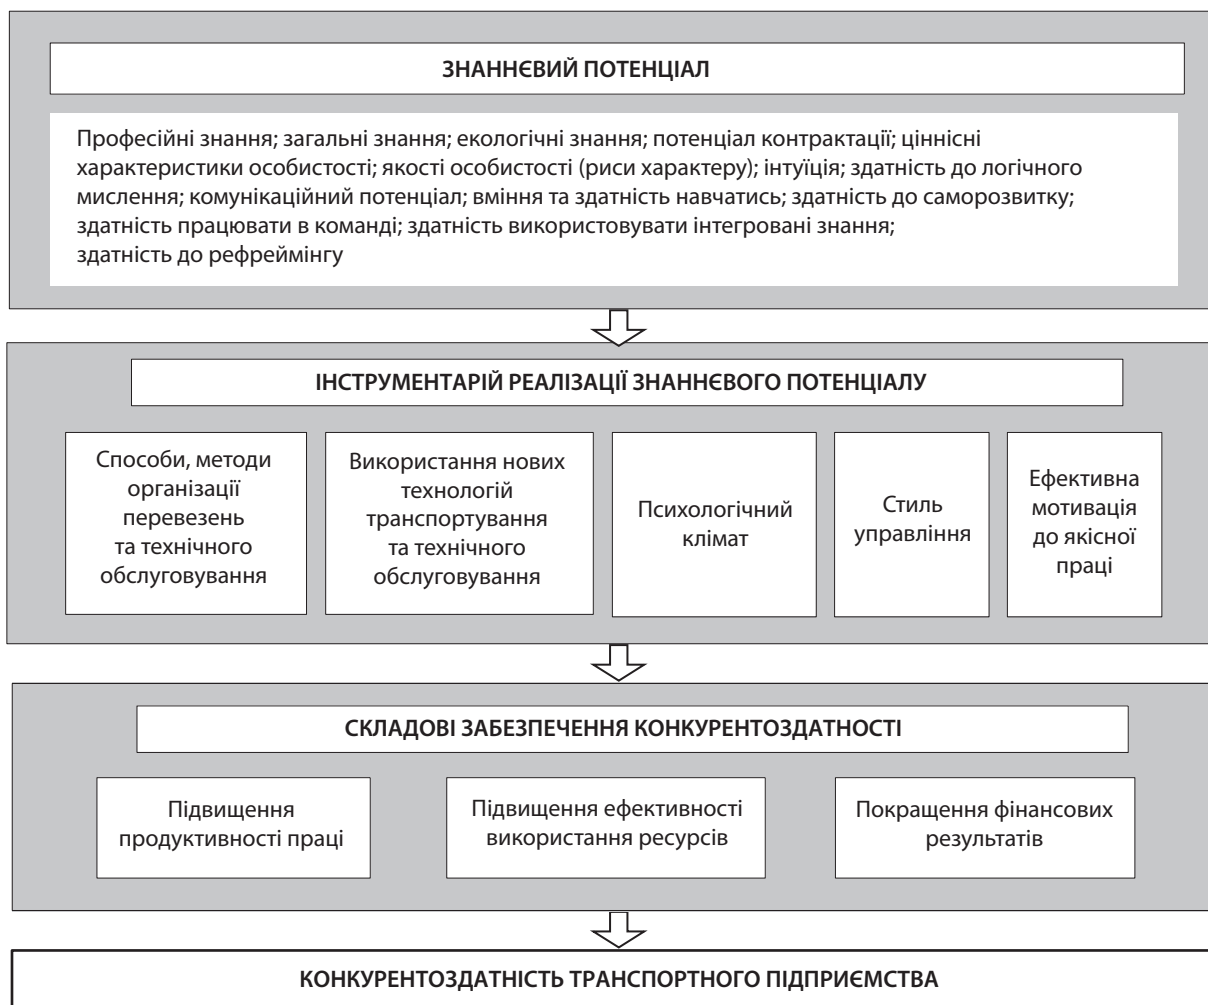 ЗНАННЄВИЙ ПОТЕНЦІАЛ
Професійні знання; загальні знання; екологічні знання; потенціал контрактації; ціннісні
характеристики особистості; якості особистості (риси характеру); інтуїція; здатність до логічного
мислення; комунікаційний потенціал; вміння та здатність навчатись; здатність до саморозвитку;
здатність працювати в команді; здатність використовувати інтегровані знання;
здатність до рефреймінгу
ІНСТРУМЕНТАРІЙ РЕАЛІЗАЦІЇ ЗНАННЄВОГО ПОТЕНЦІАЛУ
Способи, методи
організації
перевезень
та технічного
обслуговування
Використання нових
технологій
транспортування
та технічного
обслуговування
Психологічний
клімат
Стиль
управління
Ефективна
мотивація
до якісної
праці
СКЛАДОВІ ЗАБЕЗПЕЧЕННЯ КОНКУРЕНТОЗДАТНОСТІ
Підвищення
продуктивності праці
Підвищення ефективності
використання ресурсів
Покращення фінансових
результатів
КОНКУРЕНТОЗДАТНІСТЬ ТРАНСПОРТНОГО ПІДПРИЄМСТВА